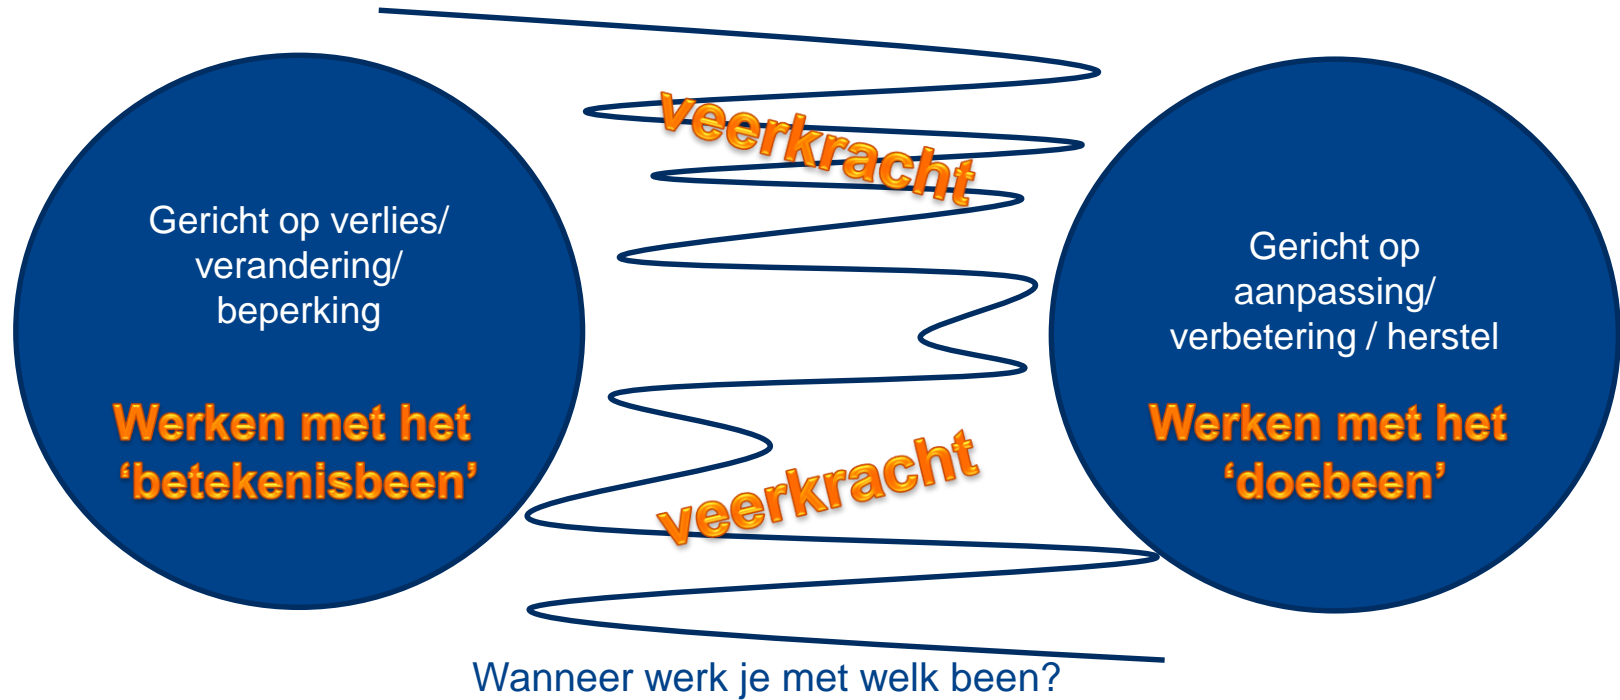 veerkracht
Gericht op verlies/
verandering/
beperking
Werken met het
‘betekenisbeen’
Gericht op
aanpassing/
verbetering / herstel
Werken met het
‘doebeen’
veerkracht
Wanneer werk je met welk been?